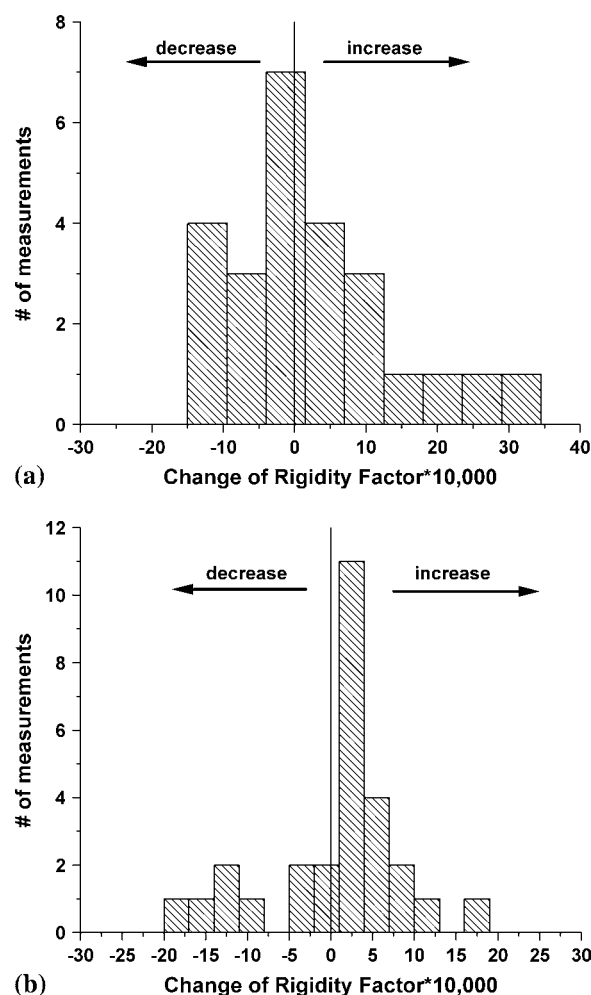 8
decrease increase
6
# of measurements
4
2
0
-30 -20 -10 0 10 20 30 40
(a) Change of Rigidity Factor*10,000
12
decrease increase
10
8
# of measurements
6
4
2
0
-30 -25 -20 -15 -10 -5 0 5 10 15 20 25 30
(b) Change of Rigidity Factor*10,000